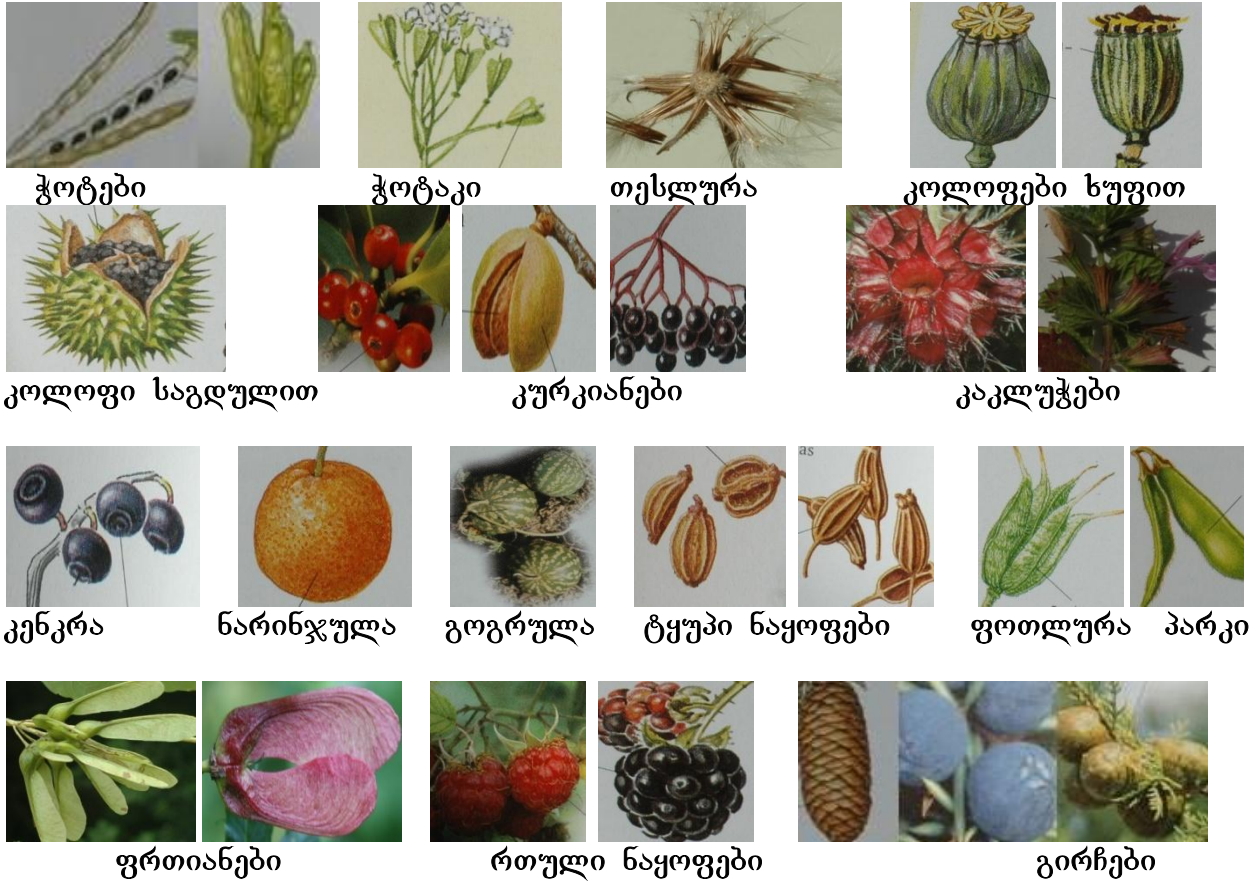 ჭოტები ჭოტაკი თესლურა კოლოფები ხუფით
კოლოფი საგდულით კურკიანები კაკლუჭები
as
კენკრა ნარინჯულა გოგრულა ტყუპი ნაყოფები ფოთლურა პარკი
ფრთიანები რთული ნაყოფები გირჩები